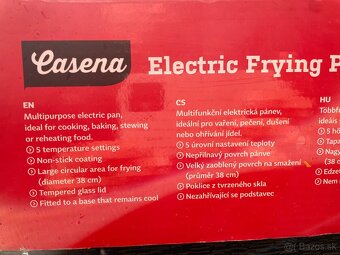 Casena
Electric Frying P
EN
Multipurpose electric pan,
ideal for cooking, baking, stewing
or reheating food.
5 temperature settings
Non-stick coating
Large circular area for frying
(diameter 38 cm)
Tempered glass lid
Fitted to a base that remains cool
CS
Multifunkční elektrická pánev,
ideální pro vaření, pečení, dušení
nebo ohřívání jídel.
5 úrovní nastavení teploty
Nepřilnavý povrch pánve
Velký zaoblený povrch na smažení
(průměr 38 cm)
Poklice z tvrzeného skla
Nezahřívající se podstavec
HU
Többf
ideáli
5 h
Tapa
Nagy
(38 c
Edzet
Nem
Bazos.sk